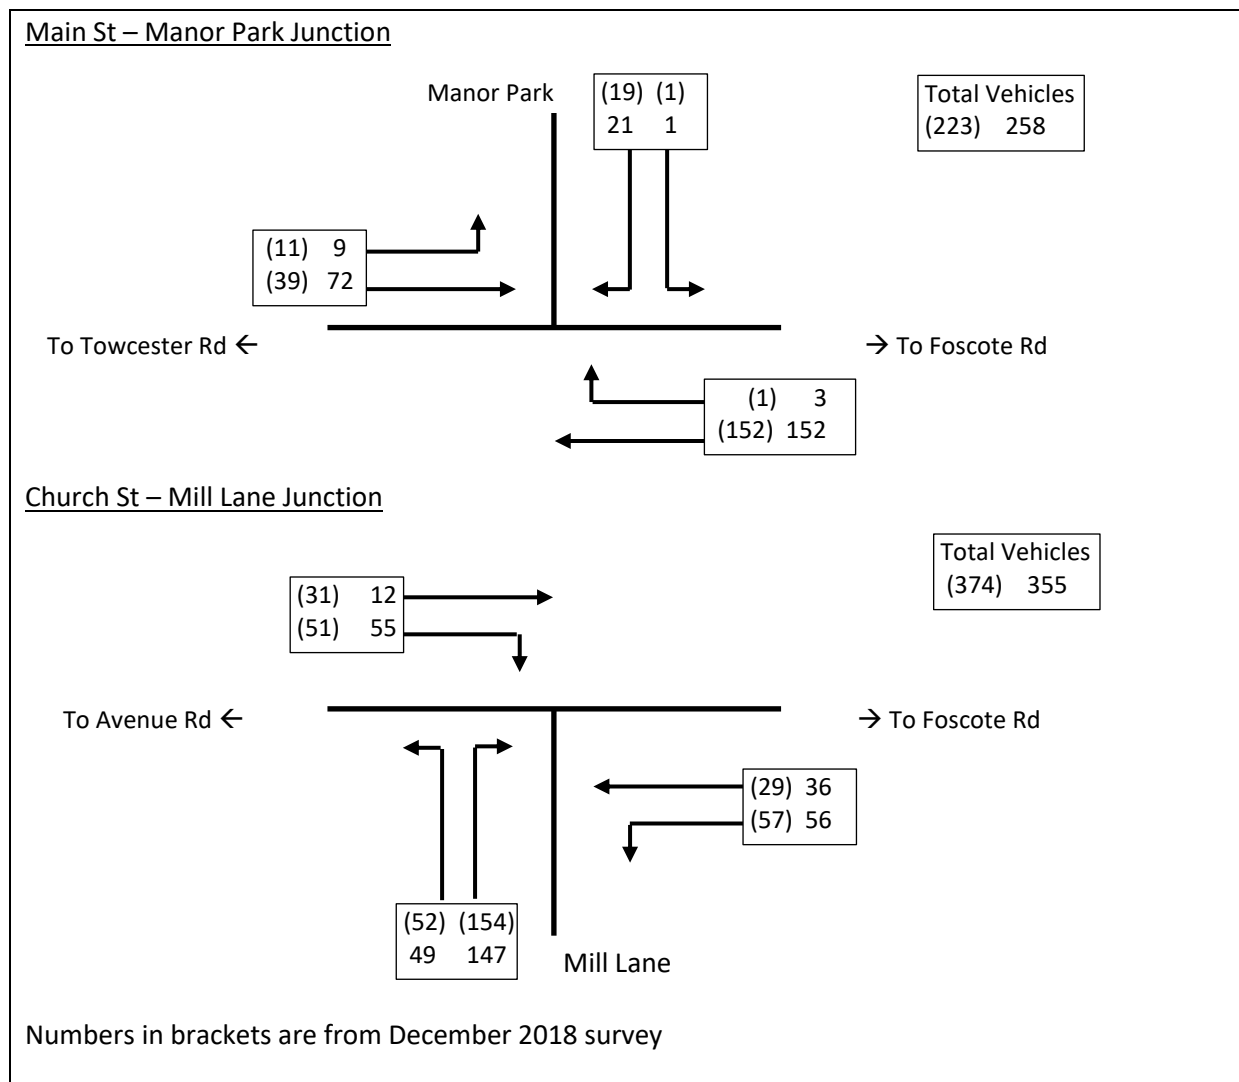 Main St – Manor Park Junction
Manor Park
(19) (1)
21 1
Total Vehicles
(223) 258
(11) 9
(39) 72
To Towcester Rd ←
→ To Foscote Rd
(1) 3
(152) 152
Church St – Mill Lane Junction
Total Vehicles
(374) 355
(31) 12
(51) 55
To Avenue Rd ←
→ To Foscote Rd
(29) 36
(57) 56
(52) (154)
49 147
Mill Lane
Numbers in brackets are from December 2018 survey